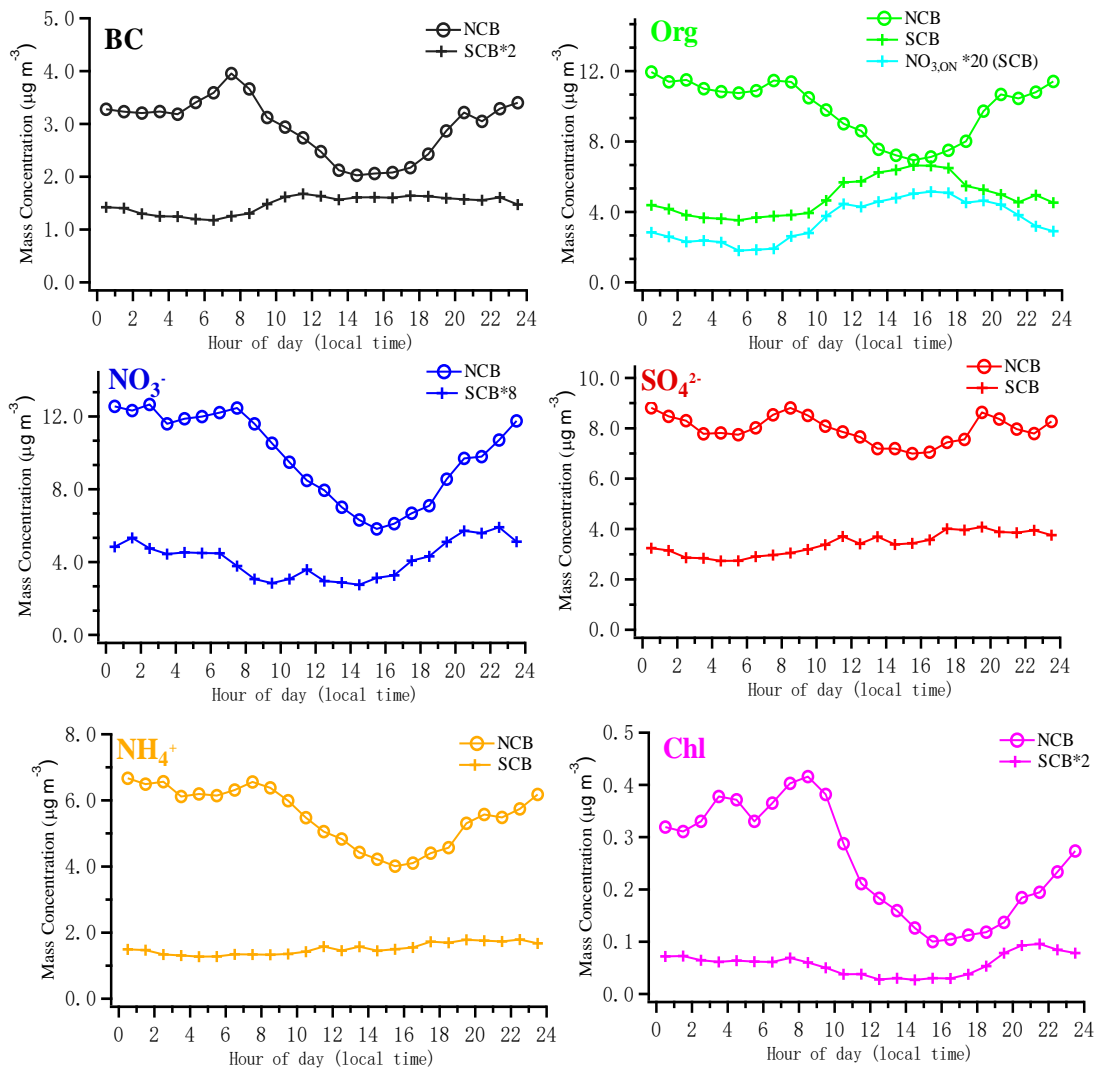 BC
NCB
SCB*2
5.0
4.0
3.0
2.0
1.0
0.0
Mass Concentration (μg m⁻³)
0 2 4 6 8 10 12 14 16 18 20 22 24
Hour of day (local time)
Org
NCB
SCB
NO₃,ON *20 (SCB)
12.0
8.0
4.0
0.0
Mass Concentration (μg m⁻³)
0 2 4 6 8 10 12 14 16 18 20 22 24
Hour of day (local time)
NO₃⁻
NCB
SCB*8
12.0
8.0
4.0
0.0
Mass Concentration (μg m⁻³)
0 2 4 6 8 10 12 14 16 18 20 22 24
Hour of day (local time)
SO₄²⁻
NCB
SCB
10.0
8.0
6.0
4.0
2.0
0.0
Mass Concentration (μg m⁻³)
0 2 4 6 8 10 12 14 16 18 20 22 24
Hour of day (local time)
NH₄⁺
NCB
SCB
8.0
6.0
4.0
2.0
0.0
Mass Concentration (μg m⁻³)
0 2 4 6 8 10 12 14 16 18 20 22 24
Hour of day (local time)
Chl
NCB
SCB*2
0.5
0.4
0.3
0.2
0.1
0.0
Mass Concentration (μg m⁻³)
0 2 4 6 8 10 12 14 16 18 20 22 24
Hour of day (local time)